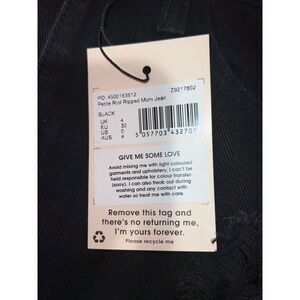 PO: 4500163612
Z9217802
Petite Riot Ripped Mom Jean
BLACK
UK 4
EU 32
US 0
AUS 4
5 057703 432701
GIVE ME SOME LOVE
Avoid mixing me with light coloured
garments and upholstery, I can't be
held responsible for colour transfer
(sorry). I can also freak out during
washing and any contact with
water so treat me with care.
Remove this tag and
there's no returning me,
I'm yours forever.
Please recycle me